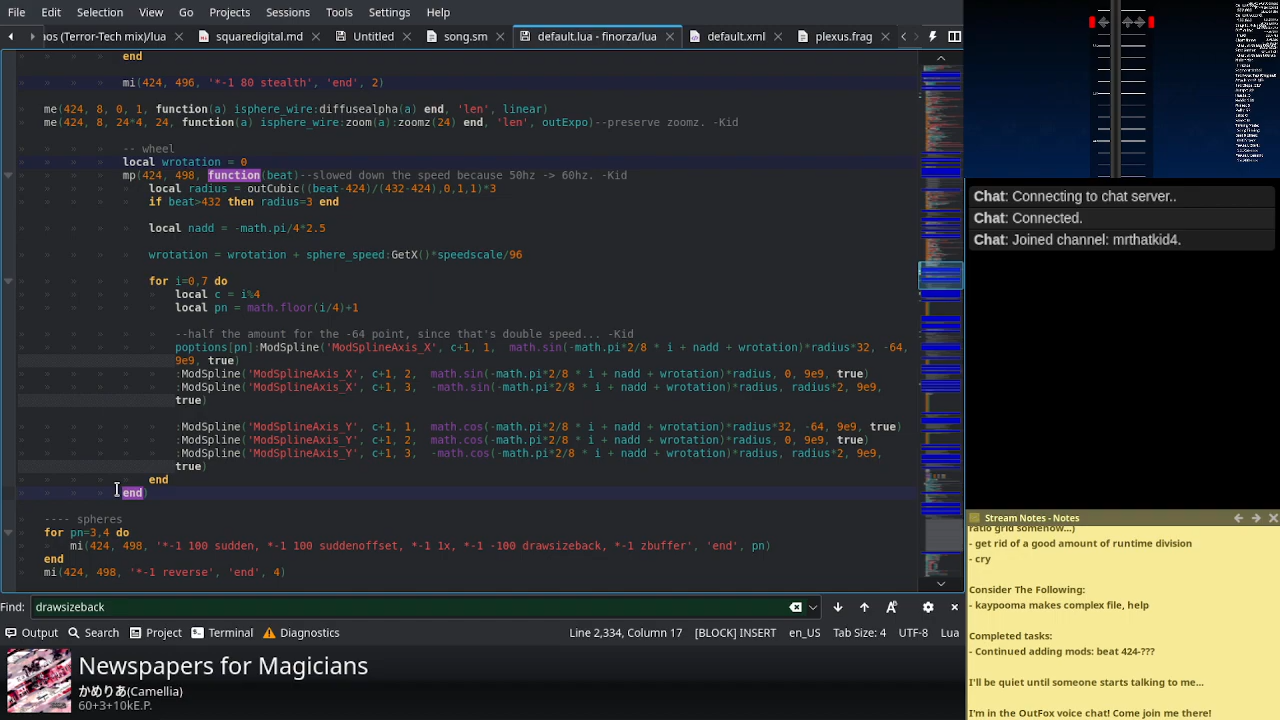 File Edit Selection View Go Projects Sessions Tools Settings Help
aos (Terror-Tech mix)/lua squaredigital.md Untitled song.sm default.lua - finorza/lua default.xml plexus.frag
end
mi(424, 496, '*-1 50 stealth', 'end', 2)
me(424, 8, 0, 1, function(a) isphere_wire:diffusealpha(a) end, 'len', linear)
me(424, 8, 24*4, 24, function(a) isphere_wire:zoom(a):zoomz(24) end, 'len', outExpo)--preserve zoomz. -Kid
-- wheel
local wrotation = 0
mp(424, 498, function(beat)--slowed down the speed because 50hz -> 60hz. -Kid
local radius = outCubic((beat-424)/(432-424),0,1,1)*3
if beat>432 then radius=3 end
local nadd = -math.pi/4*2.5
wrotation = wrotation + sphere_speed:GetX()*speedscale/96
for i=0,7 do
local c = i%4
local pn = math.floor(i/4)+1
--half the amount for the -64 point, since that's double speed... -Kid
poptions[pn]:ModSpline('ModSplineAxis_X', c+1, 1, math.sin(-math.pi*2/8 * i + nadd + wrotation)*radius*32, -64,
9e9, true)
:ModSpline('ModSplineAxis_X', c+1, 2, math.sin(-math.pi*2/8 * i + nadd + wrotation)*radius, 0, 9e9, true)
:ModSpline('ModSplineAxis_X', c+1, 3, -math.sin(-math.pi*2/8 * i + nadd + wrotation)*radius, radius*2, 9e9,
true)
:ModSpline('ModSplineAxis_Y', c+1, 1, math.cos(-math.pi*2/8 * i + nadd + wrotation)*radius*32, -64, 9e9, true)
:ModSpline('ModSplineAxis_Y', c+1, 2, math.cos(-math.pi*2/8 * i + nadd + wrotation)*radius, 0, 9e9, true)
:ModSpline('ModSplineAxis_Y', c+1, 3, -math.cos(-math.pi*2/8 * i + nadd + wrotation)*radius, radius*2, 9e9,
true)
end
end)
---- spheres
for pn=3,4 do
mi(424, 498, '*-1 100 sudden, *-1 100 suddenoffset, *-1 1x, *-1 -100 drawsizeback, *-1 zbuffer', 'end', pn)
end
mi(424, 498, '*-1 reverse', 'end', 4)
Find: drawsizeback
Output Search Project Terminal Diagnostics Line 2,334, Column 17 [BLOCK] INSERT en_US Tab Size: 4 UTF-8 Lua
Newspapers for Magicians
かめりあ(Camellia)
60+3+10kE.P.
Chat: Connecting to chat server..
Chat: Connected.
Chat: Joined channel: mrthatkid4.
Stream Notes - Notes
ratio grid somehow...)
- get rid of a good amount of runtime division
- cry
Consider The Following:
- kaypooma makes complex file, help
Completed tasks:
- Continued adding mods: beat 424-???
I'll be quiet until someone starts talking to me...
I'm in the OutFox voice chat! Come join me there!